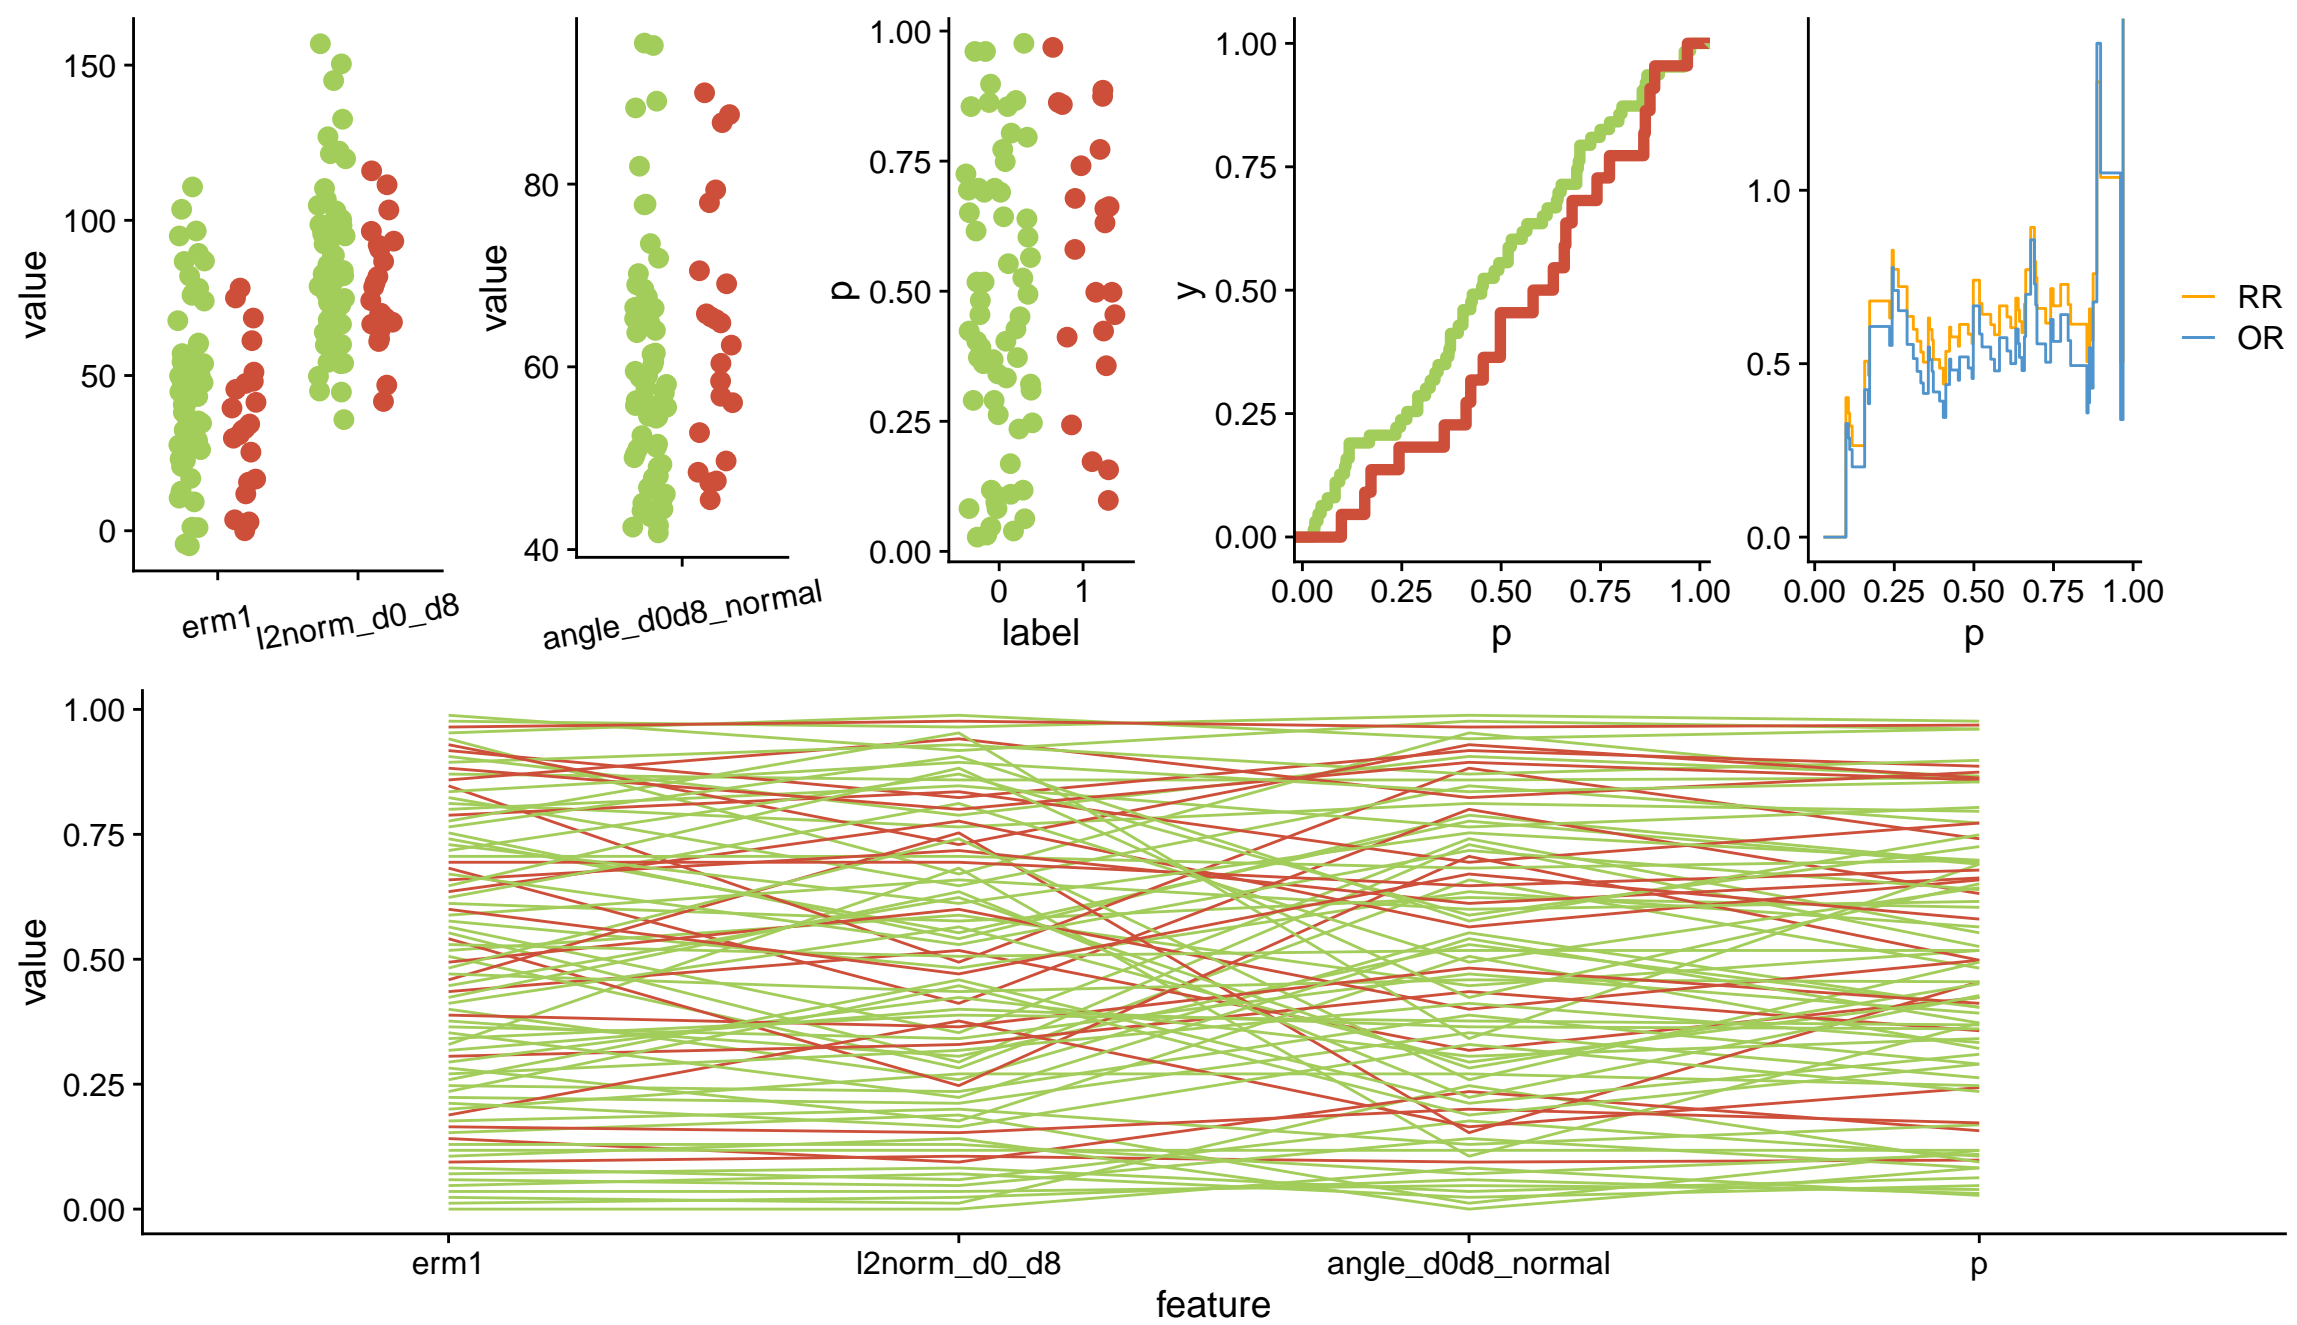 value
150
100
50
0
erm1
l2norm_d0_d8
value
80
60
40
angle_d0d8_normal
p
1.00
0.75
0.50
0.25
0.00
0 1
label
y
1.00
0.75
0.50
0.25
0.00
0.00 0.25 0.50 0.75 1.00
p
1.0
0.5
0.0
0.00 0.25 0.50 0.75 1.00
p
RR
OR
value
1.00
0.75
0.50
0.25
0.00
erm1 l2norm_d0_d8 angle_d0d8_normal p
feature